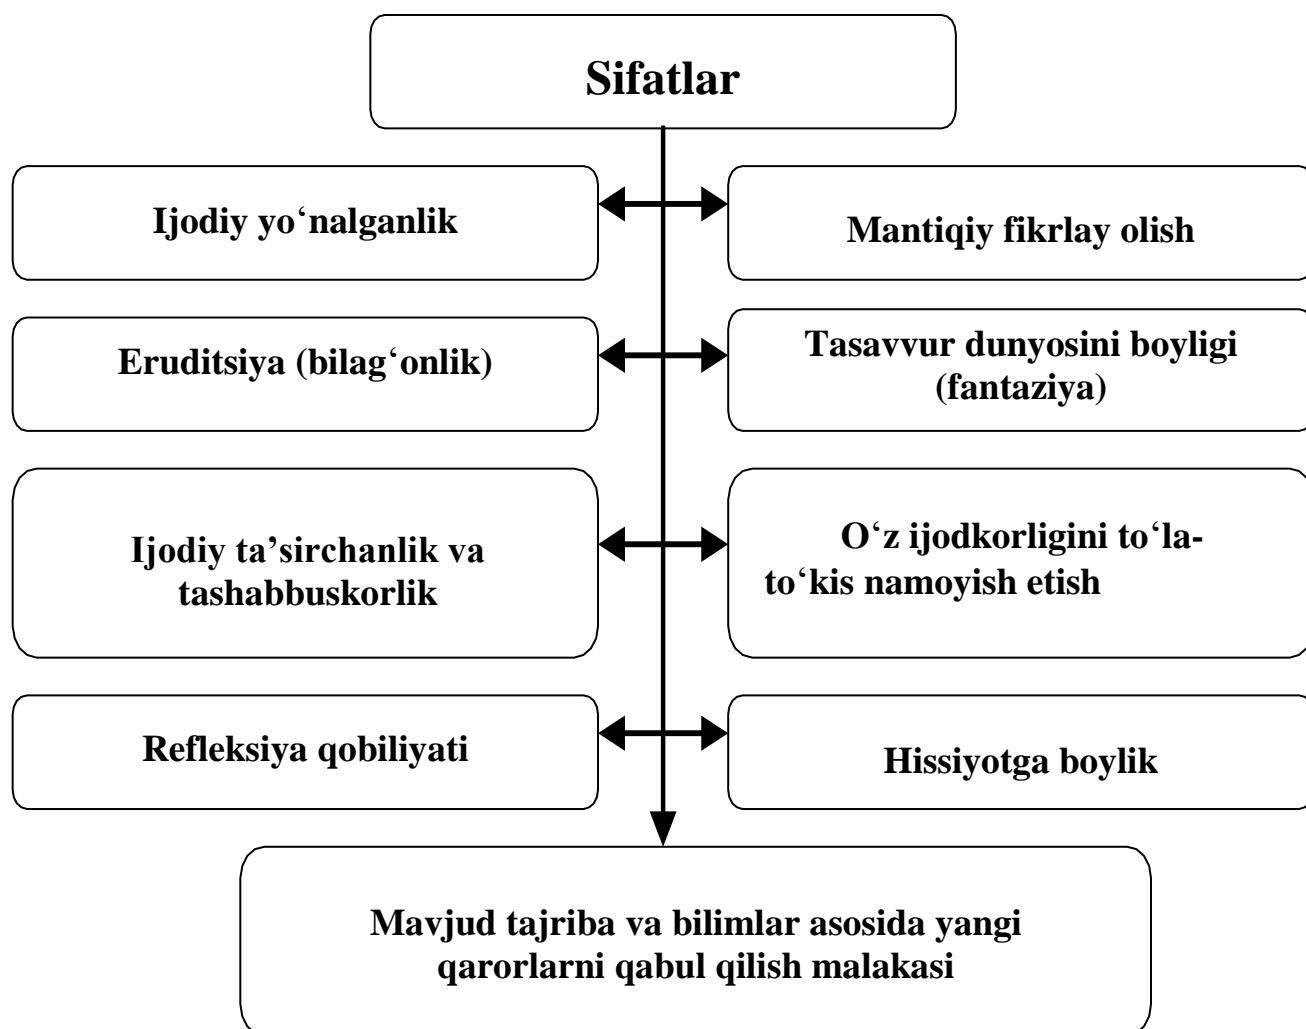 Sifatlar
Ijodiy yo‘nalganlik
Mantiqiy fikrlay olish
Eruditsiya (bilag‘onlik)
Tasavvur dunyosini boyligi
(fantaziya)
Ijodiy ta’sirchanlik va
tashabbuskorlik
O‘z ijodkorligini to‘la-
to‘kis namoyish etish
Refleksiya qobiliyati
Hissiyotga boylik
Mavjud tajriba va bilimlar asosida yangi
qarorlarni qabul qilish malakasi